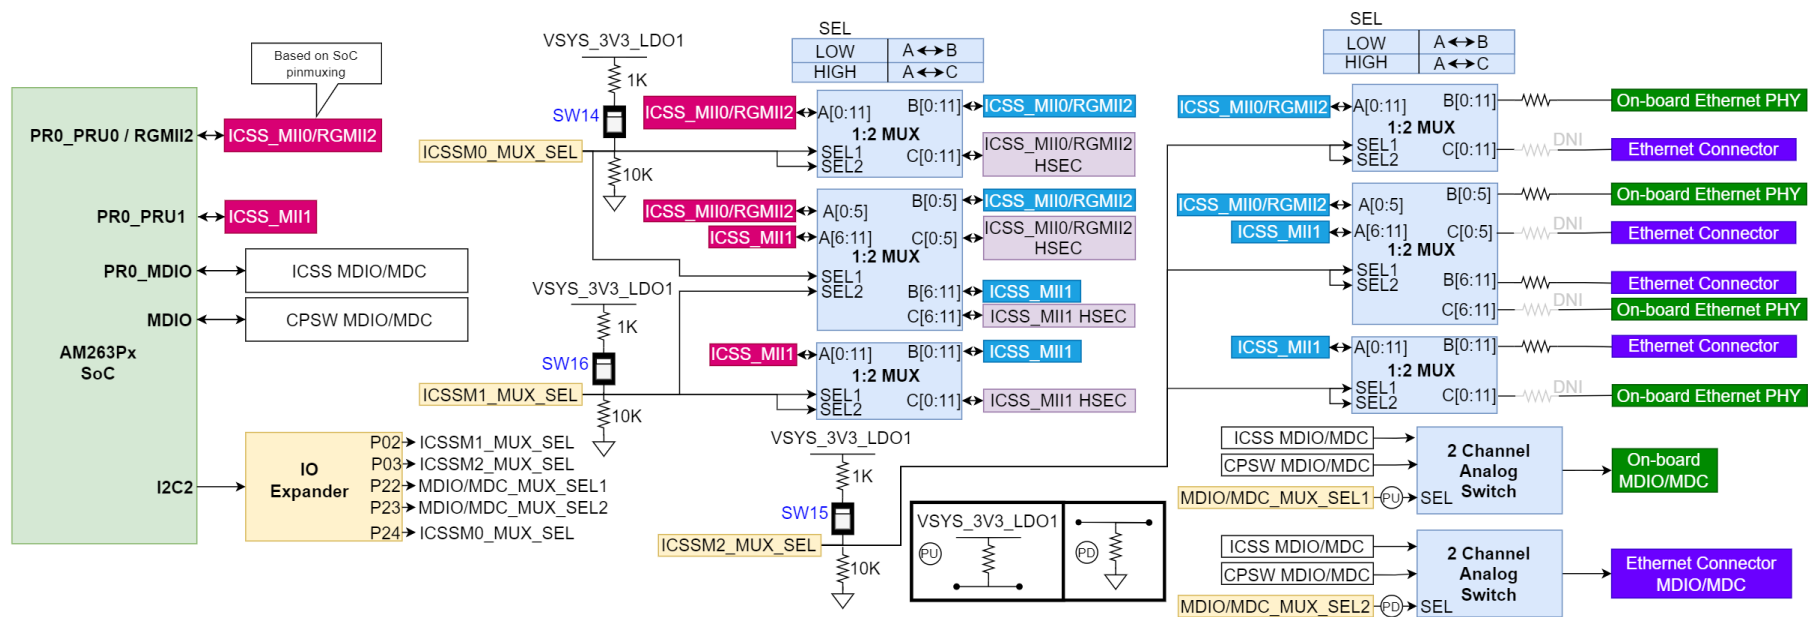 Based on SoC
pinmuxing
PR0_PRU0 / RGMII2
ICSS_MII0/RGMII2
PR0_PRU1
ICSS_MII1
PR0_MDIO
ICSS MDIO/MDC
MDIO
CPSW MDIO/MDC
AM263Px
SoC
I2C2
IO
Expander
P02
ICSSM1_MUX_SEL
P03
ICSSM2_MUX_SEL
P22
MDIO/MDC_MUX_SEL1
P23
MDIO/MDC_MUX_SEL2
P24
ICSSM0_MUX_SEL
VSYS_3V3_LDO1
1K
SW14
ICSSM0_MUX_SEL
10K
VSYS_3V3_LDO1
1K
SW16
ICSSM1_MUX_SEL
10K
VSYS_3V3_LDO1
1K
SW15
ICSSM2_MUX_SEL
10K
SEL
LOW A B
HIGH A C
ICSS_MII0/RGMII2
A[0:11]
B[0:11]
ICSS_MII0/RGMII2
1:2 MUX
SEL1
SEL2
C[0:11]
ICSS_MII0/RGMII2
HSEC
ICSS_MII0/RGMII2
A[0:5]
B[0:5]
ICSS_MII0/RGMII2
ICSS_MII1
A[6:11]
C[0:5]
ICSS_MII0/RGMII2
HSEC
1:2 MUX
SEL1
SEL2
B[6:11]
ICSS_MII1
C[6:11]
ICSS_MII1 HSEC
ICSS_MII1
A[0:11]
B[0:11]
ICSS_MII1
1:2 MUX
SEL1
SEL2
C[0:11]
ICSS_MII1 HSEC
VSYS_3V3_LDO1
PU
PD
SEL
LOW A B
HIGH A C
ICSS_MII0/RGMII2
A[0:11]
B[0:11]
On-board Ethernet PHY
1:2 MUX
SEL1
SEL2
C[0:11]
DNI
Ethernet Connector
ICSS_MII0/RGMII2
A[0:5]
B[0:5]
On-board Ethernet PHY
ICSS_MII1
A[6:11]
C[0:5]
DNI
Ethernet Connector
1:2 MUX
SEL1
SEL2
B[6:11]
Ethernet Connector
C[6:11]
DNI
On-board Ethernet PHY
ICSS_MII1
A[0:11]
B[0:11]
Ethernet Connector
1:2 MUX
SEL1
SEL2
C[0:11]
DNI
On-board Ethernet PHY
ICSS MDIO/MDC
CPSW MDIO/MDC
MDIO/MDC_MUX_SEL1
PU
SEL
2 Channel
Analog
Switch
On-board
MDIO/MDC
ICSS MDIO/MDC
CPSW MDIO/MDC
MDIO/MDC_MUX_SEL2
PD
SEL
2 Channel
Analog
Switch
Ethernet Connector
MDIO/MDC